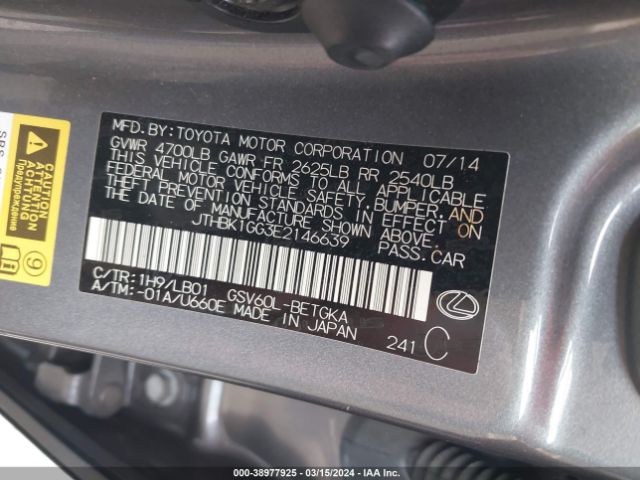 MFD. BY: TOYOTA MOTOR CORPORATION 07/14
GVWR 4700LB GAWR FR 2625LB RR 2540LB
THIS VEHICLE CONFORMS TO ALL APPLICABLE
FEDERAL MOTOR VEHICLE SAFETY, BUMPER, AND
THEFT PREVENTION STANDARDS IN EFFECT ON
THE DATE OF MANUFACTURE SHOWN ABOVE.
JTHBK1GG3E2146639 PASS. CAR
C/TR: 1H9/LB01 GSV60L-BETGKA
A/TM: -01A/U660E MADE IN JAPAN
241 C
CAUTION
ATTENTION
ACHTUNG
9
000-38977925 - 03/15/2024 - IAA Inc.